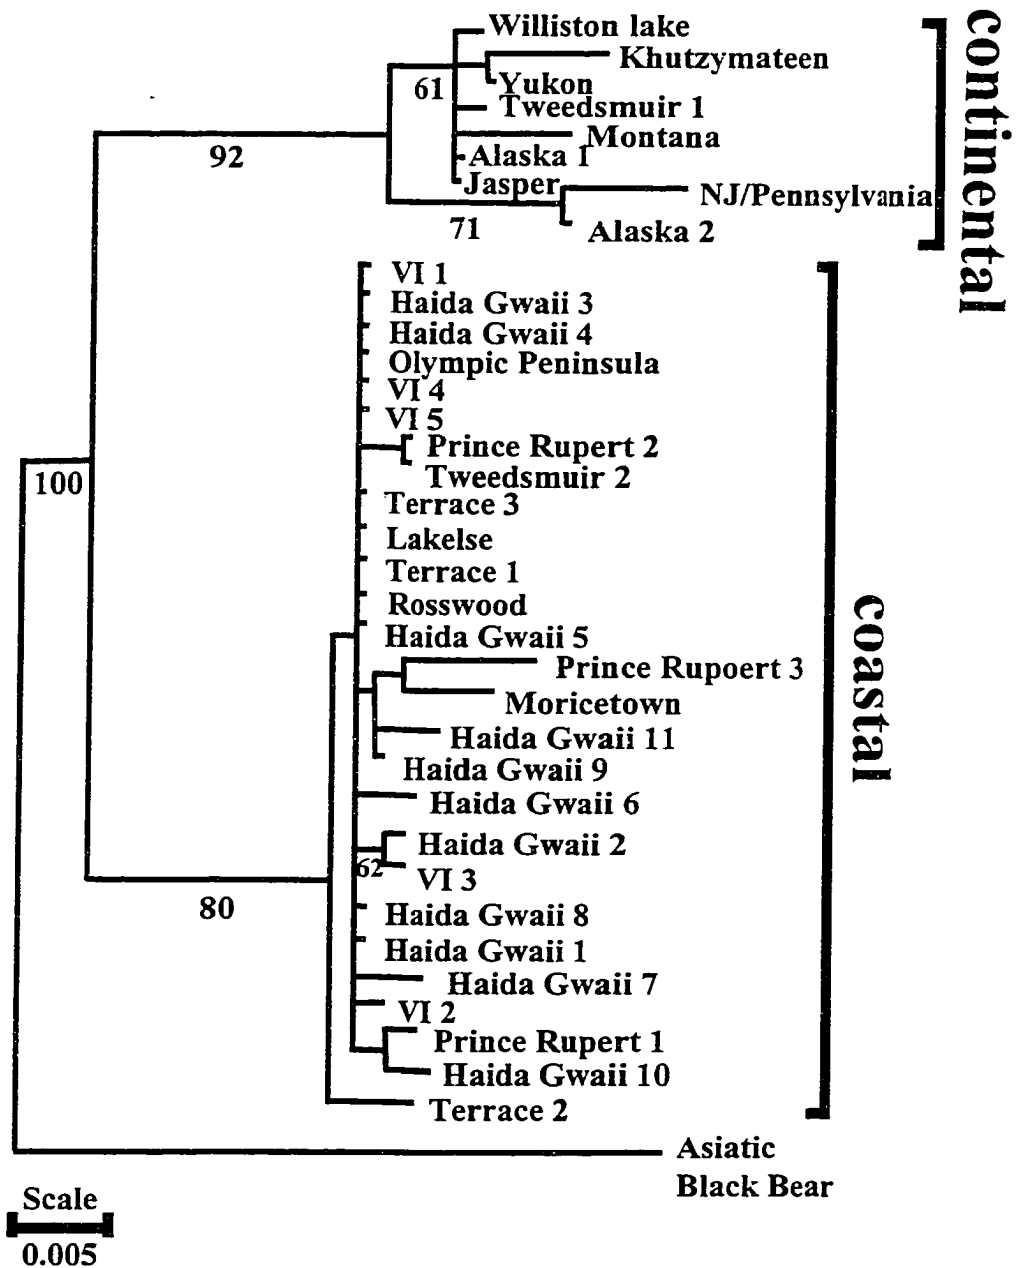 Williston lake
Khutzymateen
61
Yukon
Tweedsmuir 1
Montana
92
Alaska 1
Jasper
NJ/Pennsylvania
71
Alaska 2
continental
VI 1
Haida Gwaii 3
Haida Gwaii 4
Olympic Peninsula
VI 4
VI 5
Prince Rupert 2
Tweedsmuir 2
100
Terrace 3
Lakelse
Terrace 1
Rosswood
Haida Gwaii 5
Prince Rupoert 3
Moricetown
coastal
Haida Gwaii 11
Haida Gwaii 9
Haida Gwaii 6
Haida Gwaii 2
62
VI 3
80
Haida Gwaii 8
Haida Gwaii 1
Haida Gwaii 7
VI 2
Prince Rupert 1
Haida Gwaii 10
Terrace 2
Asiatic
Black Bear
Scale
0.005